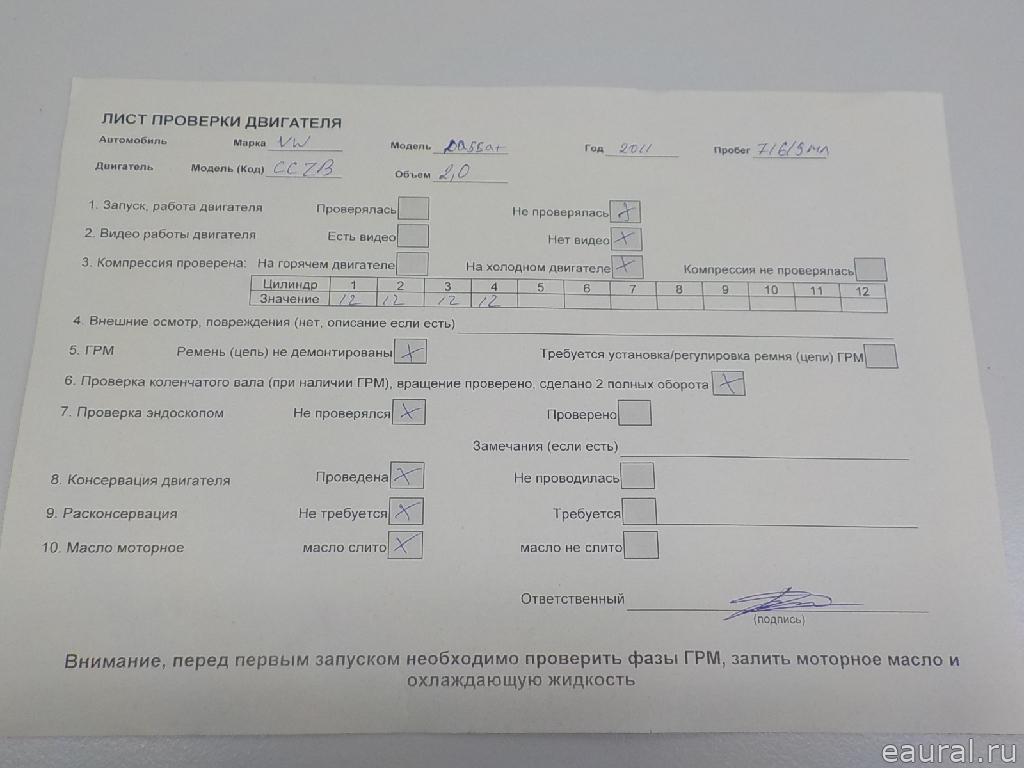 ЛИСТ ПРОВЕРКИ ДВИГАТЕЛЯ
Автомобиль Марка VW Модель passat Год 2011 Пробег
Двигатель Модель (Код) CCZB Объем 2,0
1. Запуск, работа двигателя Проверялась Не проверялась x
2. Видео работы двигателя Есть видео Нет видео x
3. Компрессия проверена: На горячем двигателе На холодном двигателе x Компрессия не проверялась
Цилиндр 1 2 3 4 5 6 7 8 9 10 11 12
Значение 12 12 12 12
4. Внешние осмотр, повреждения (нет, описание если есть)
5. ГРМ Ремень (цепь) не демонтированы x Требуется установка/регулировка ремня (цепи) ГРМ
6. Проверка коленчатого вала (при наличии ГРМ), вращение проверено, сделано 2 полных оборота x
7. Проверка эндоскопом Не проверялся x Проверено
Замечания (если есть)
8. Консервация двигателя Проведена x Не проводилась
9. Расконсервация Не требуется x Требуется
10. Масло моторное масло слито x масло не слито
Ответственный
(подпись)
Внимание, перед первым запуском необходимо проверить фазы ГРМ, залить моторное масло и
охлаждающую жидкость
eaural.ru